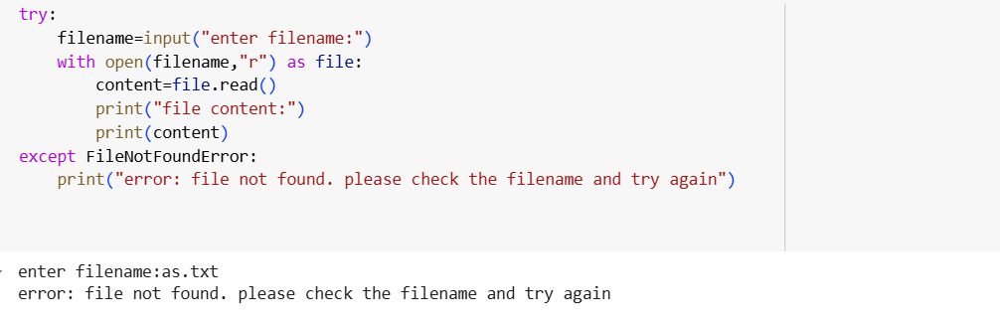 try:
    filename=input("enter filename:")
    with open(filename,"r") as file:
        content=file.read()
        print("file content:")
        print(content)
except FileNotFoundError:
    print("error: file not found. please check the filename and try again")
enter filename:as.txt
error: file not found. please check the filename and try again